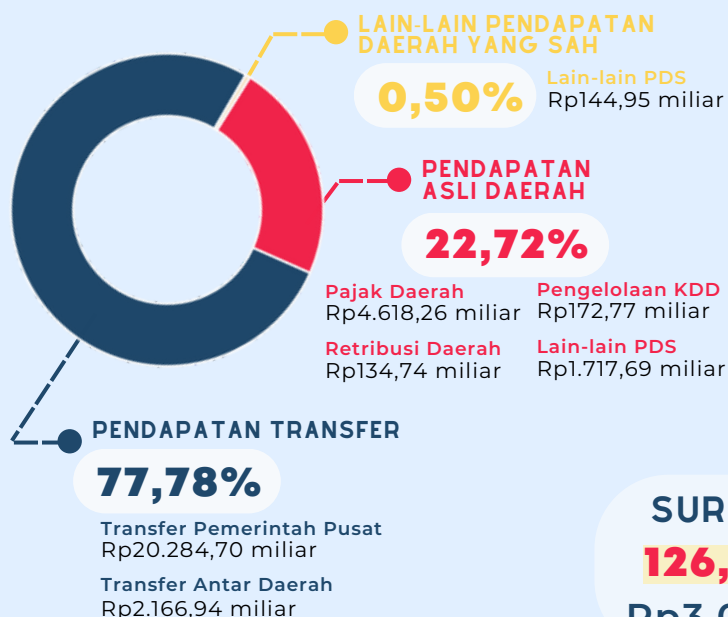 LAIN-LAIN PENDAPATAN
DAERAH YANG SAH
0,50%
Lain-lain PDS
Rp144,95 miliar
PENDAPATAN
ASLI DAERAH
22,72%
Pajak Daerah
Rp4.618,26 miliar
Pengelolaan KDD
Rp172,77 miliar
Retribusi Daerah
Rp134,74 miliar
Lain-lain PDS
Rp1.717,69 miliar
PENDAPATAN TRANSFER
77,78%
Transfer Pemerintah Pusat
Rp20.284,70 miliar
Transfer Antar Daerah
Rp2.166,94 miliar
SUR
126,